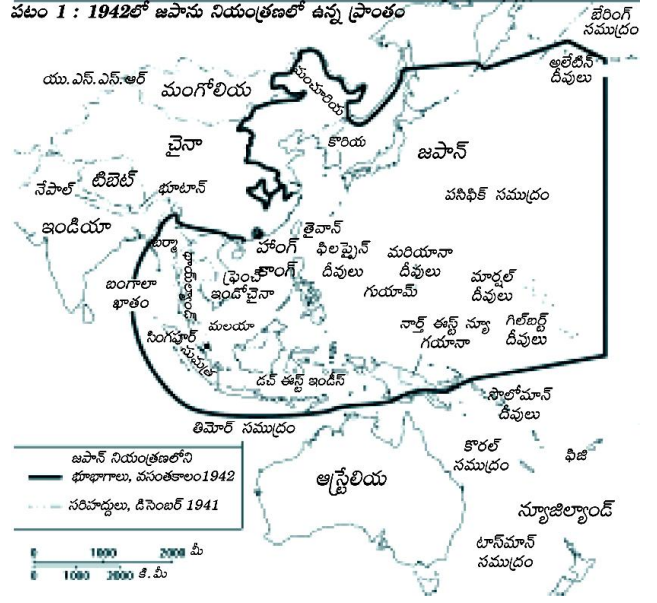 పటం 1 : 1942లో జపాను నియంత్రణలో ఉన్న ప్రాంతం
బేరింగ్
సముద్రం
అలేటిన్
దీవులు
యు.ఎస్.ఎస్.ఆర్
మంగోలియ
మంచూరియ
కొరియ
జపాన్
చైనా
టిబెట్
నేపాల్
భూటాన్
పసిఫిక్ సముద్రం
ఇండియా
బర్మా
తైవాన్
హాంగ్
కాంగ్
ఫిలప్పైన్
దీవులు
మరియానా
దీవులు
గుయామ్
మార్షల్
దీవులు
బంగాలా
ఖాతం
థాయ్‌లాండ్
ఫ్రెంచ్
ఇండోచైనా
మలయా
సింగపూర్
సుమత్రా
నార్త్ ఈస్ట్ న్యూ
గయానా
గిల్‌బర్ట్
దీవులు
డచ్ ఈస్ట్ ఇండీస్
సొలోమాన్
దీవులు
తిమోర్ సముద్రం
కొరల్
సముద్రం
ఫిజి
ఆస్ట్రేలియ
న్యూజిల్యాండ్
టాస్‌మాన్
సముద్రం
జపాన్ నియంత్రణలోని
భూభాగాలు, వసంతకాలం1942
సరిహద్దులు, డిసెంబర్ 1941
0 1000 2000 మీ
0 1000 2000 కి.మీ